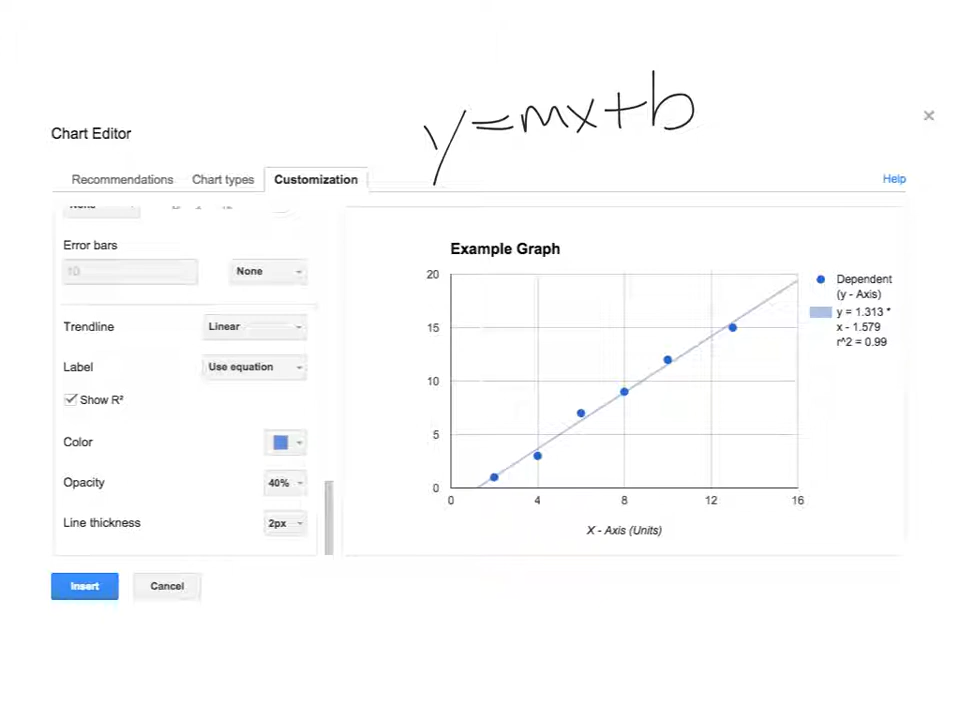 y=mx+b
Chart Editor
×
Recommendations Chart types Customization Help
Error bars
10 None
Trendline Linear
Label Use equation
Show R²
Color
Opacity 40%
Line thickness 2px
Insert Cancel
Example Graph
20
15
10
5
0
0 4 8 12 16
X - Axis (Units)
Dependent
(y - Axis)
y = 1.313 *
x - 1.579
r^2 = 0.99